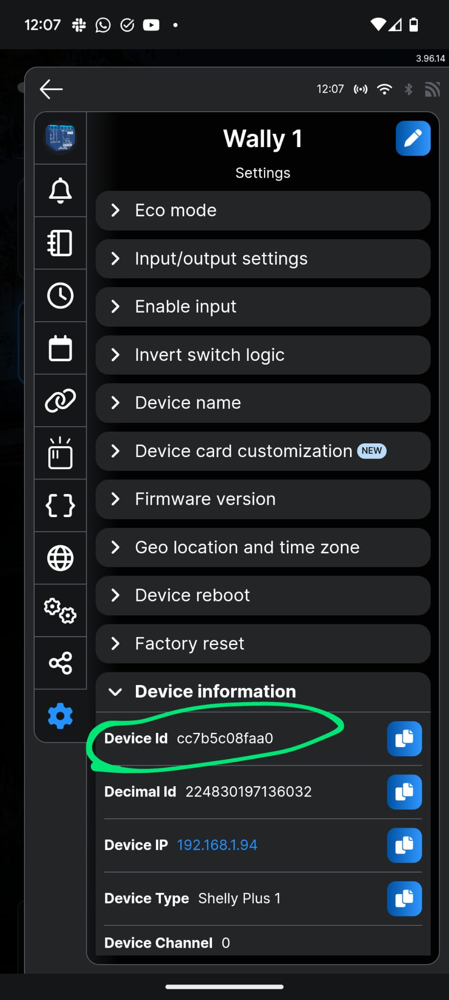 12:07
3.96.14
12:07
Wally 1
Settings
Eco mode
Input/output settings
Enable input
Invert switch logic
Device name
Device card customization NEW
Firmware version
Geo location and time zone
Device reboot
Factory reset
Device information
Device Id cc7b5c08faa0
Decimal Id 224830197136032
Device IP 192.168.1.94
Device Type Shelly Plus 1
Device Channel 0